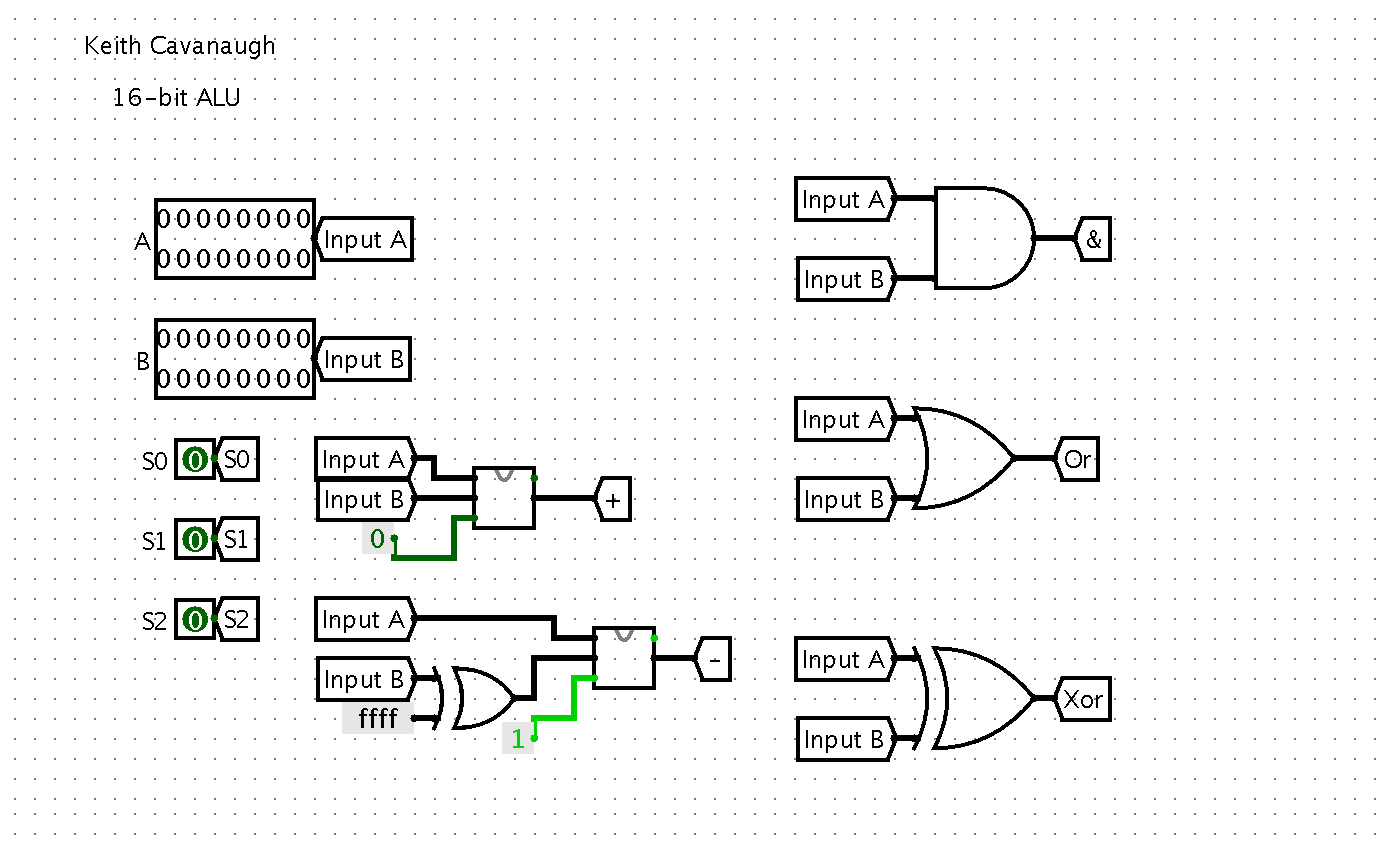 Keith Cavanaugh
16-bit ALU
A
00000000
00000000
Input A
B
00000000
00000000
Input B
S0 0 S0
S1 0 S1
S2 0 S2
Input A
Input B
0
+
Input A
Input B
ffff
1
-
Input A
Input B
&
Input A
Input B
Or
Input A
Input B
Xor